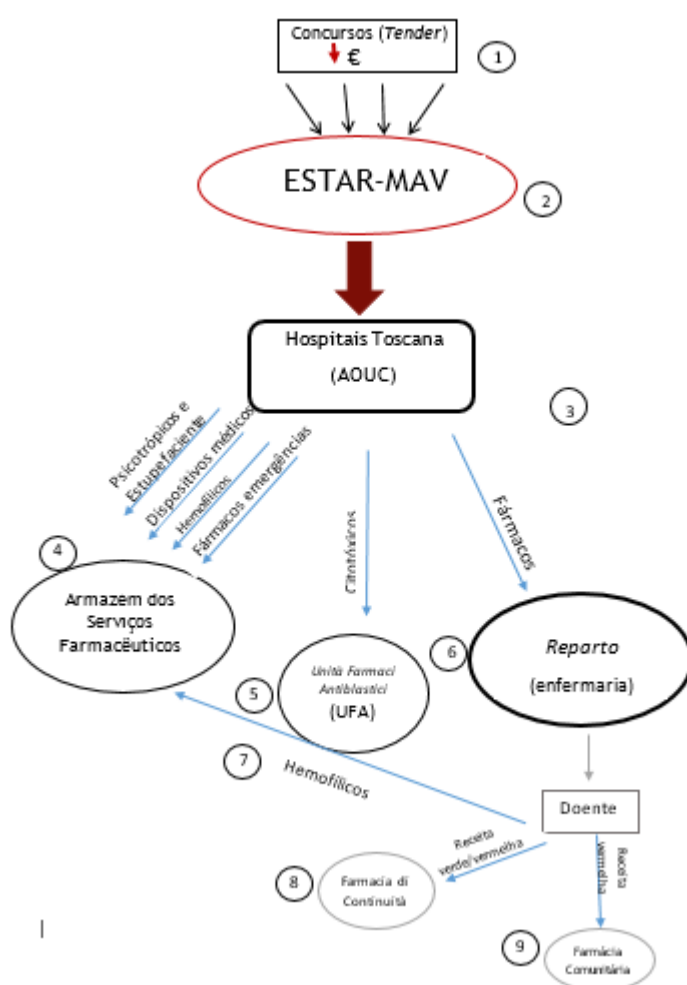 Concursos (Tender)
€
1
ESTAR-MAV
2
Hospitais Toscana
(AOUC)
3
Psicotrópicos e
Estupefaciente
Dispositivos médicos
Hemofílicos
Fármacos emergências
Citotóxicos
Fármacos
4
Armazem dos
Serviços
Farmacêuticos
5
Unità Farmaci
Antiblastici
(UFA)
6
Reparto
(enfermaria)
7
Hemofílicos
Doente
Receita
verde/vermelha
Receita
vermelha
8
Farmacia di
Continuità
9
Farmácia
Comunitária